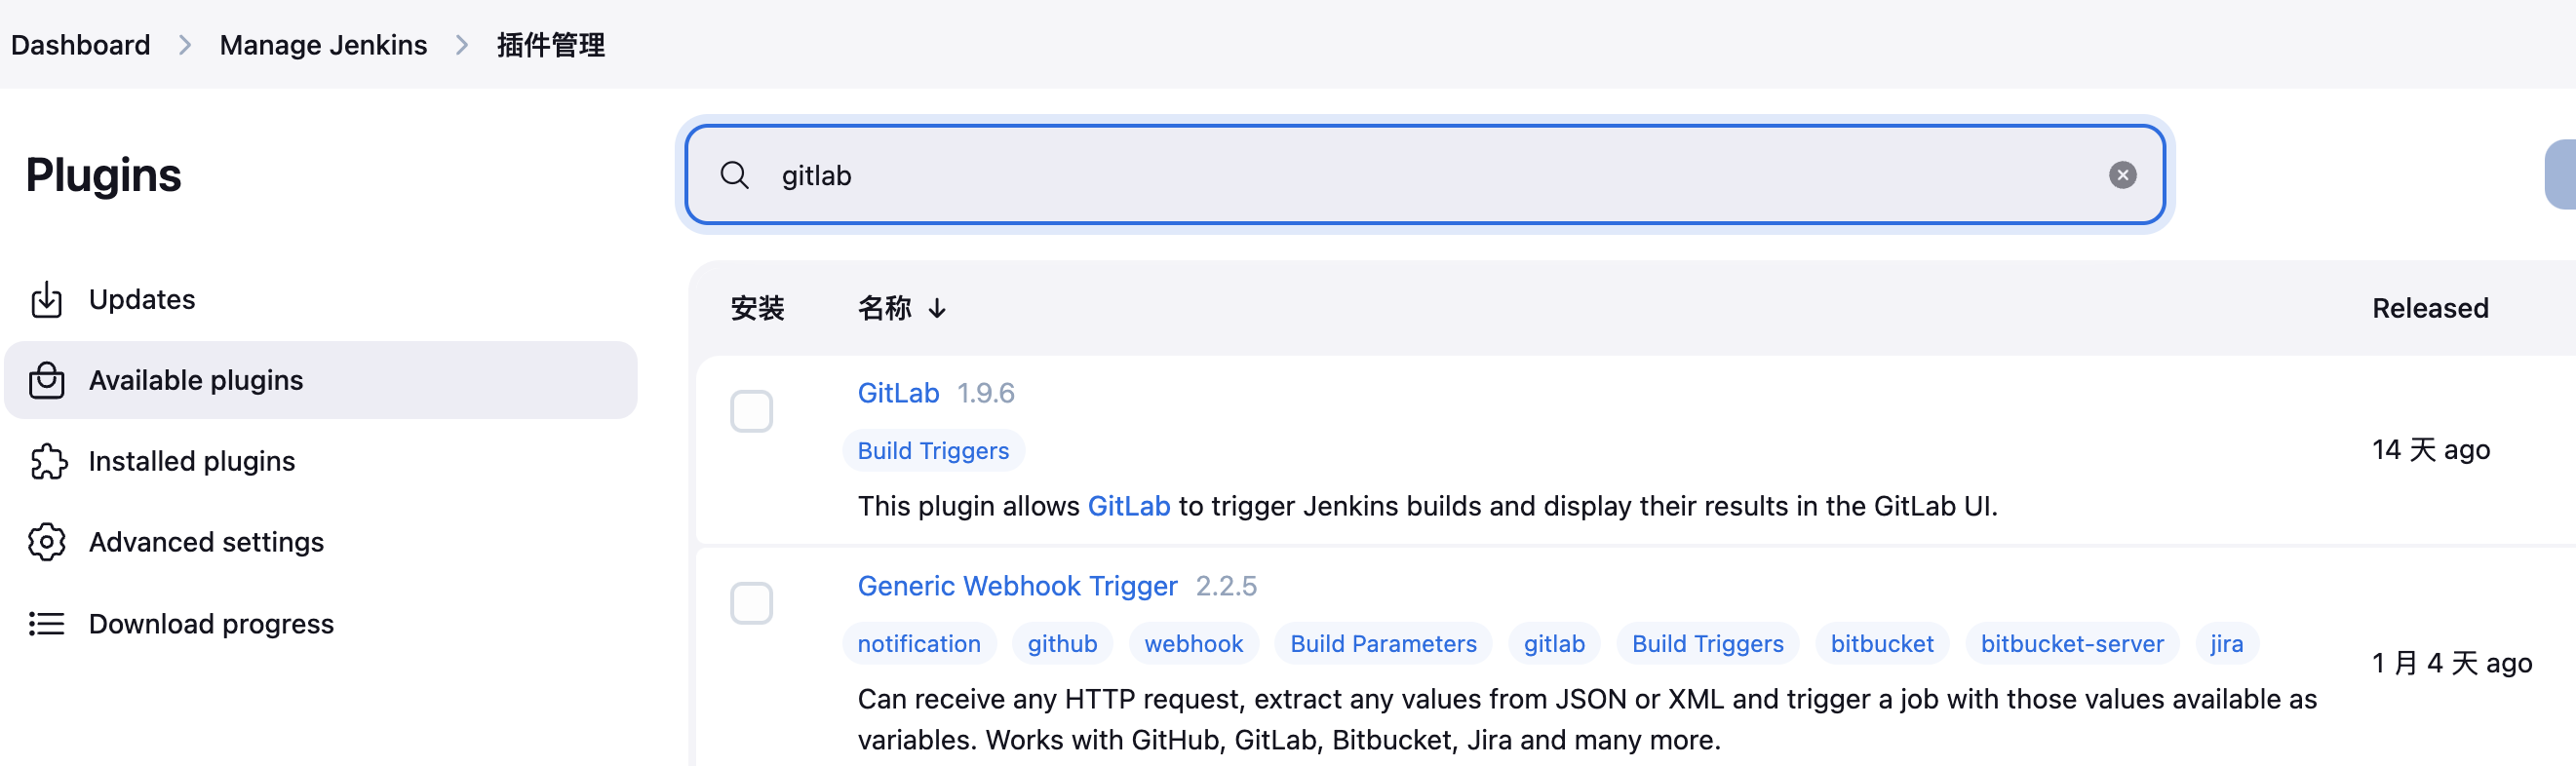 Dashboard > Manage Jenkins > 插件管理
Plugins
gitlab
Updates
Available plugins
Installed plugins
Advanced settings
Download progress
安装 名称 ↓ Released
GitLab 1.9.6
Build Triggers
14 天 ago
This plugin allows GitLab to trigger Jenkins builds and display their results in the GitLab UI.
Generic Webhook Trigger 2.2.5
notification github webhook Build Parameters gitlab Build Triggers bitbucket bitbucket-server jira
1 月 4 天 ago
Can receive any HTTP request, extract any values from JSON or XML and trigger a job with those values available as
variables. Works with GitHub, GitLab, Bitbucket, Jira and many more.